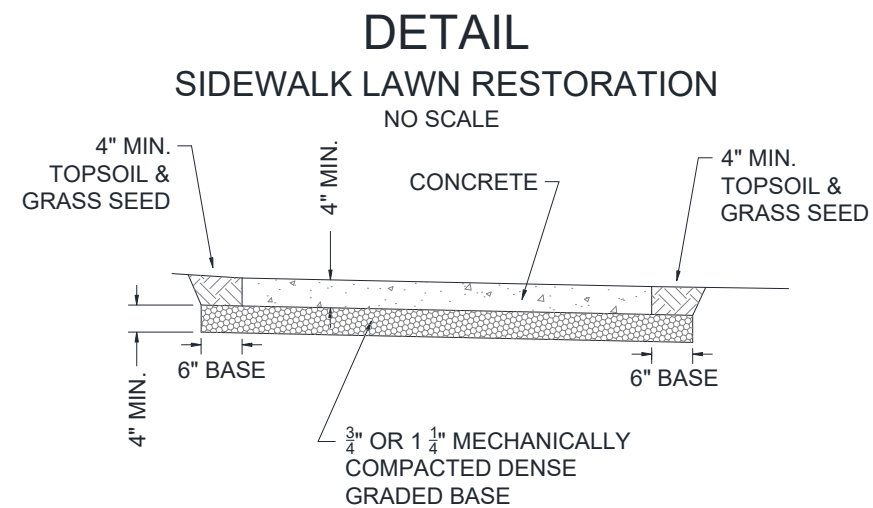 DETAIL
SIDEWALK LAWN RESTORATION
NO SCALE
4" MIN.
TOPSOIL &
GRASS SEED
4" MIN.
CONCRETE
4" MIN.
TOPSOIL &
GRASS SEED
4" MIN.
6" BASE
6" BASE
3/4" OR 1 1/4" MECHANICALLY
COMPACTED DENSE
GRADED BASE